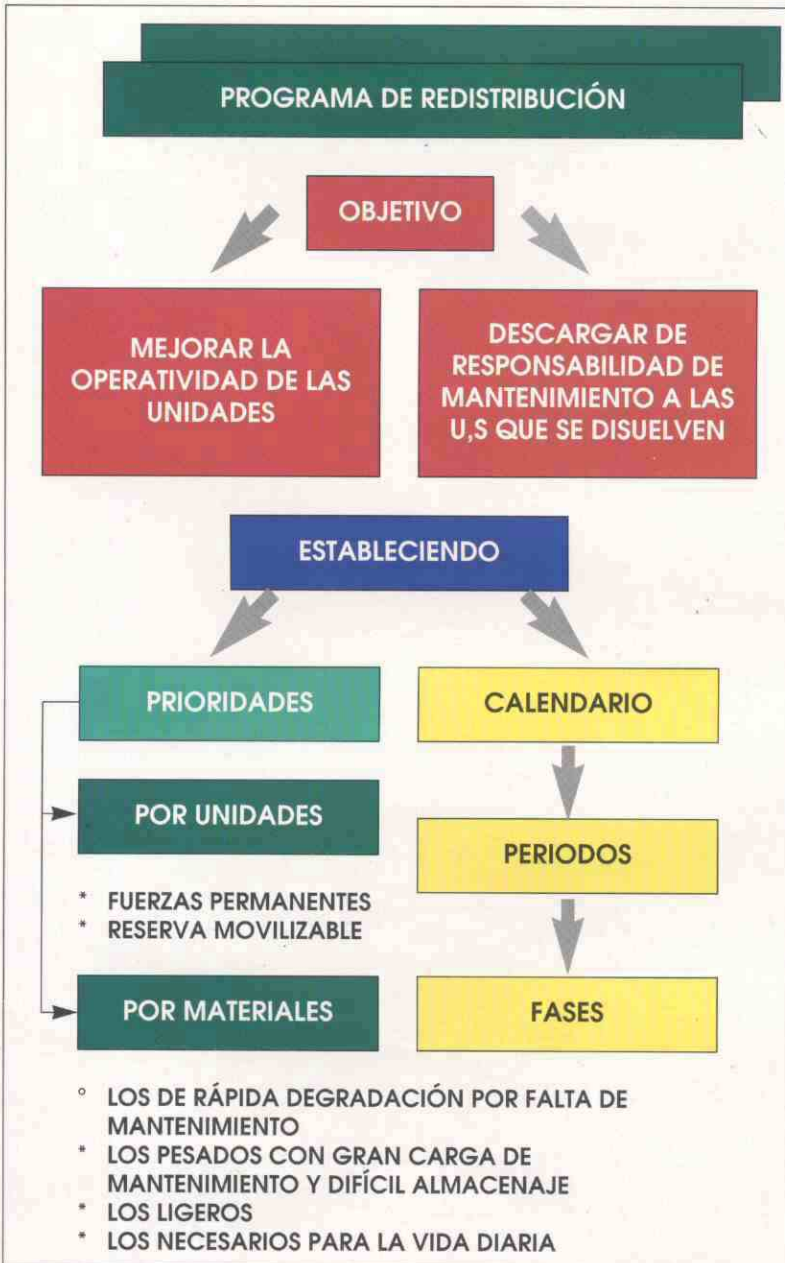 PROGRAMA DE REDISTRIBUCIÓN
OBJETIVO
MEJORAR LA
OPERATIVIDAD DE LAS
UNIDADES
DESCARGAR DE
RESPONSABILIDAD DE
MANTENIMIENTO A LAS
U,S QUE SE DISUELVEN
ESTABLECIENDO
PRIORIDADES
POR UNIDADES
* FUERZAS PERMANENTES
* RESERVA MOVILIZABLE
POR MATERIALES
° LOS DE RÁPIDA DEGRADACIÓN POR FALTA DE
MANTENIMIENTO
* LOS PESADOS CON GRAN CARGA DE
MANTENIMIENTO Y DIFÍCIL ALMACENAJE
* LOS LIGEROS
* LOS NECESARIOS PARA LA VIDA DIARIA
CALENDARIO
PERIODOS
FASES